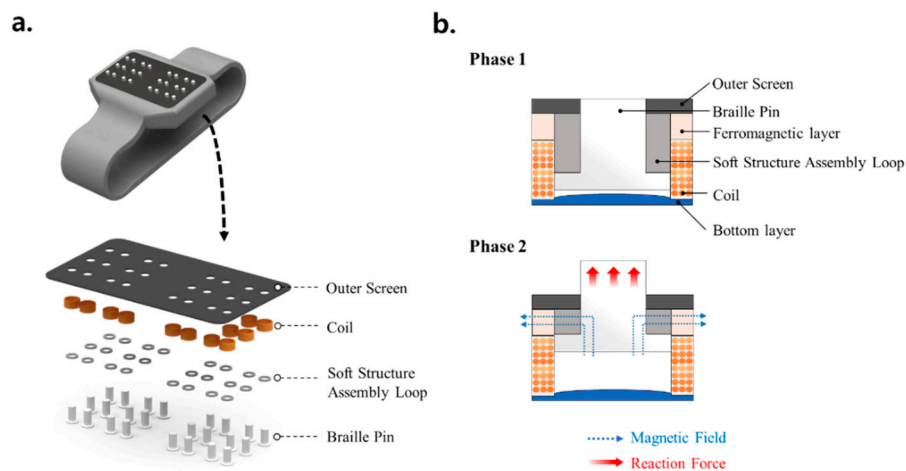 a.
Outer Screen
Coil
Soft Structure
Assembly Loop
Braille Pin
b.
Phase 1
Outer Screen
Braille Pin
Ferromagnetic layer
Soft Structure Assembly Loop
Coil
Bottom layer
Phase 2
Magnetic Field
Reaction Force